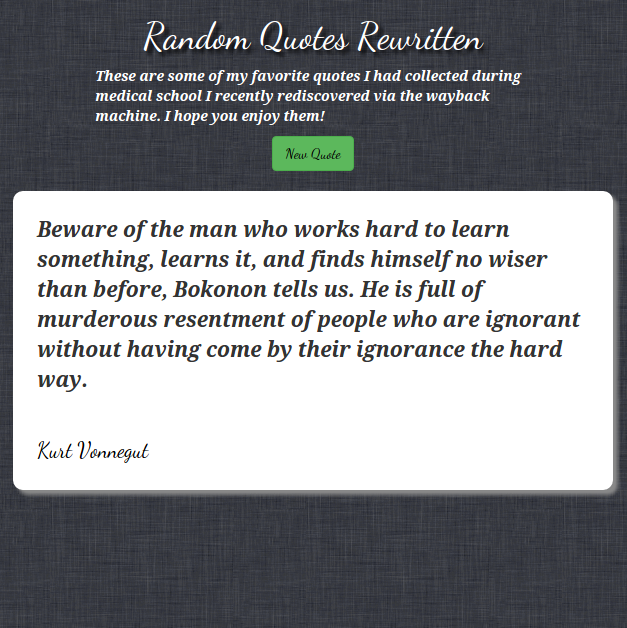 Random Quotes Rewritten
These are some of my favorite quotes I had collected during
medical school I recently rediscovered via the wayback
machine. I hope you enjoy them!
New Quote
Beware of the man who works hard to learn
something, learns it, and finds himself no wiser
than before, Bokonon tells us. He is full of
murderous resentment of people who are ignorant
without having come by their ignorance the hard
way.
Kurt Vonnegut